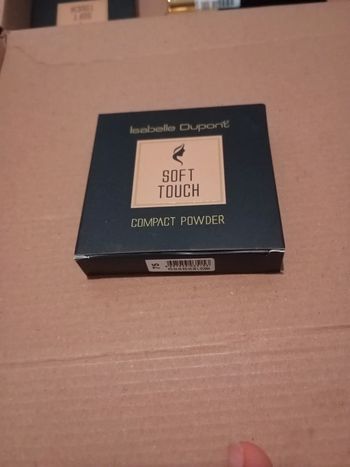 Isabelle Dupont
SOFT
TOUCH
COMPACT POWDER